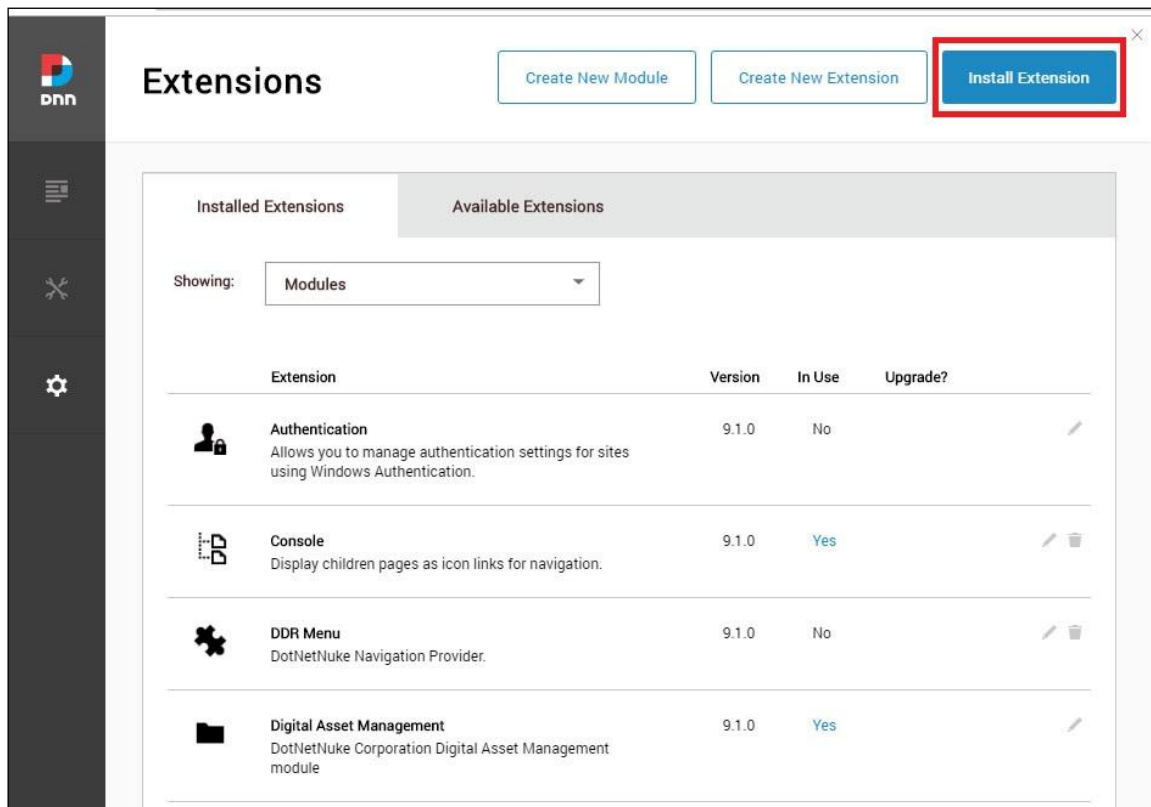 Dnn
Extensions
Create New Module
Create New Extension
Install Extension
Installed Extensions
Available Extensions
Showing:
Modules
Extension
Version
In Use
Upgrade?
Authentication
9.1.0
No
Allows you to manage authentication settings for sites
using Windows Authentication.
Console
9.1.0
Yes
Display children pages as icon links for navigation.
DDR Menu
9.1.0
No
DotNetNuke Navigation Provider.
Digital Asset Management
9.1.0
Yes
DotNetNuke Corporation Digital Asset Management
module